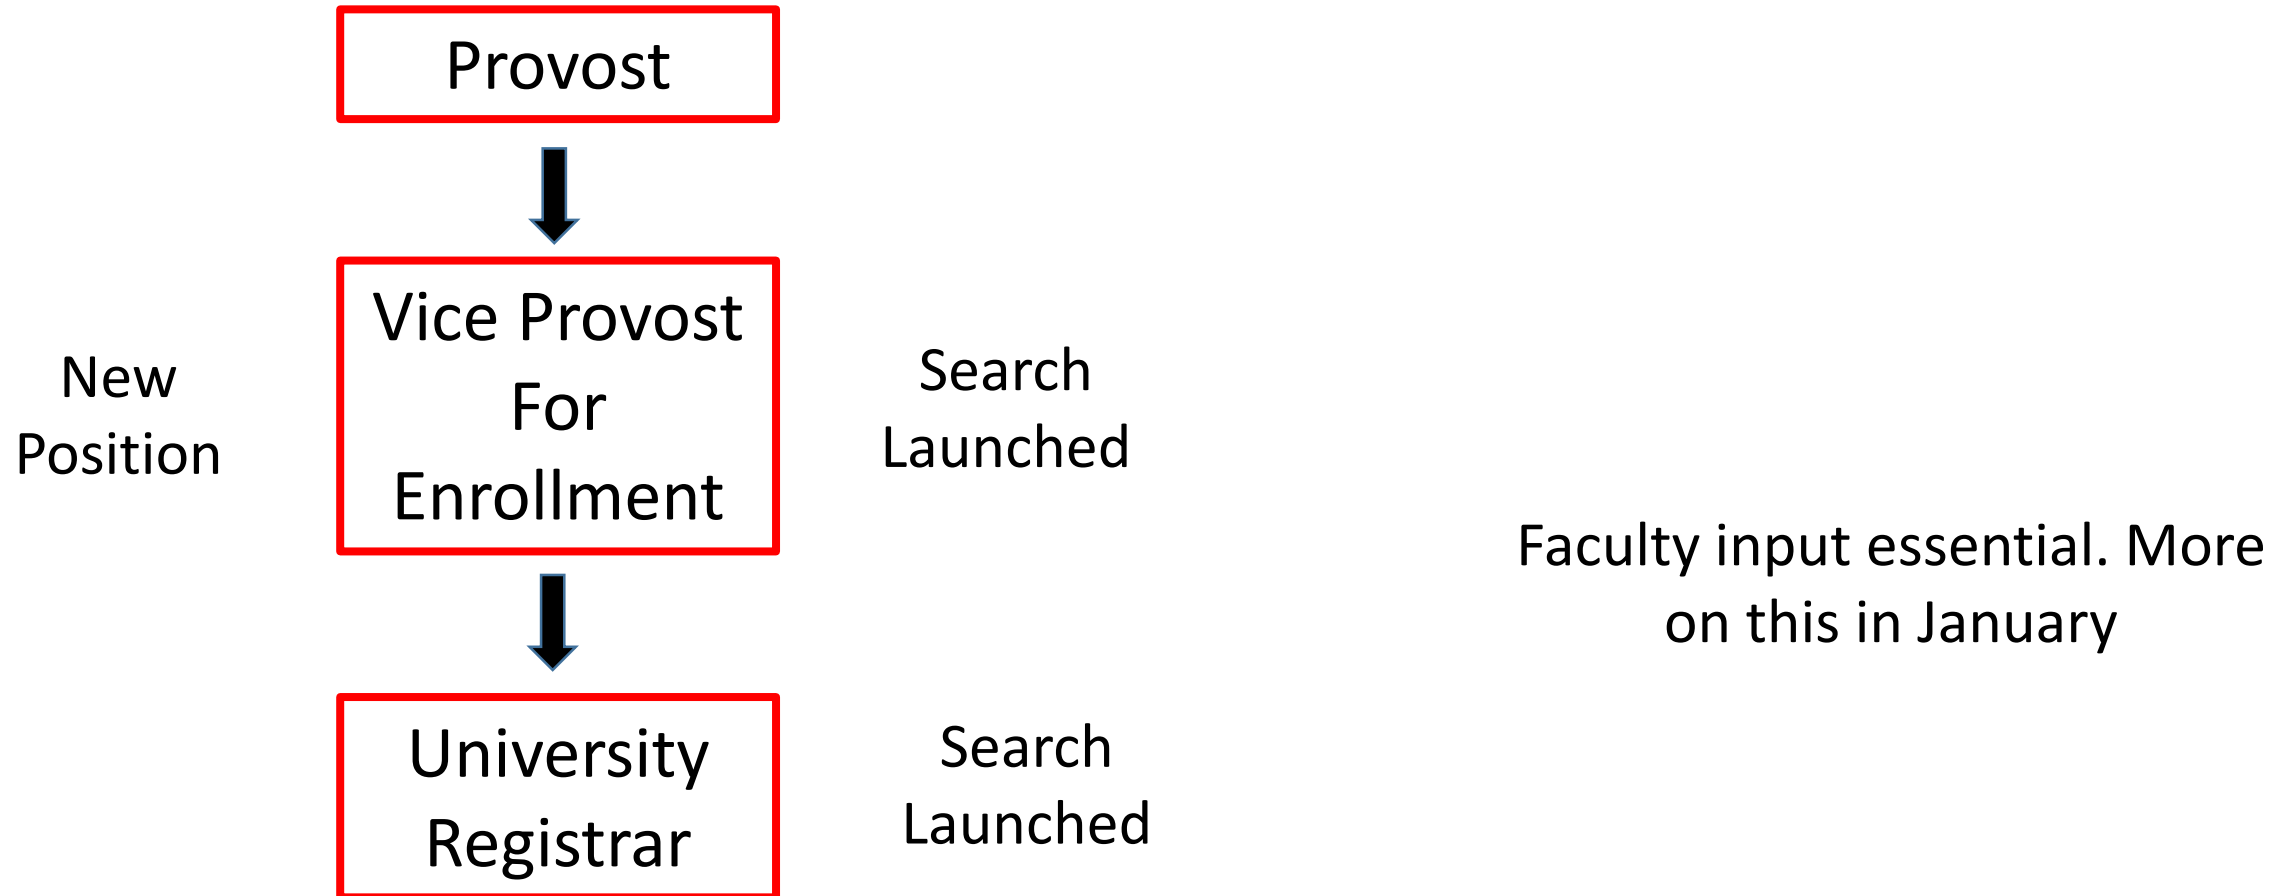 Provost
New
Position
Vice Provost
For
Enrollment
Search
Launched
Faculty input essential. More
on this in January
University
Registrar
Search
Launched